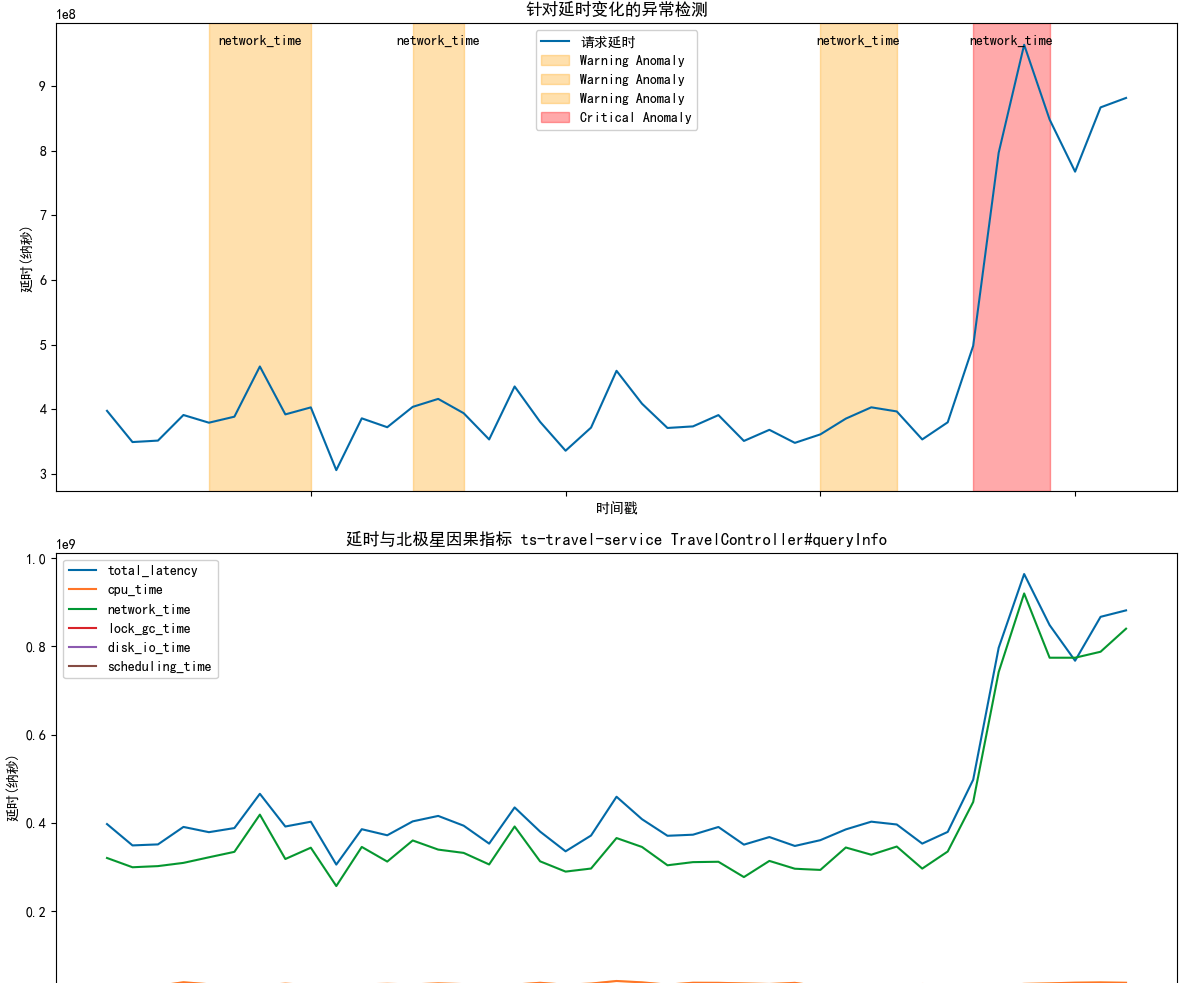 针对延时变化的异常检测
1e8
network_time network_time network_time network_time
请求延时
Warning Anomaly
Warning Anomaly
Warning Anomaly
Critical Anomaly
9
8
7
6
5
4
3
延时(纳秒)
时间戳
延时与北极星因果指标 ts-travel-service TravelController#queryInfo
1e9
total_latency
cpu_time
network_time
lock_gc_time
disk_io_time
scheduling_time
1.0
0.8
0.6
0.4
0.2
延时(纳秒)